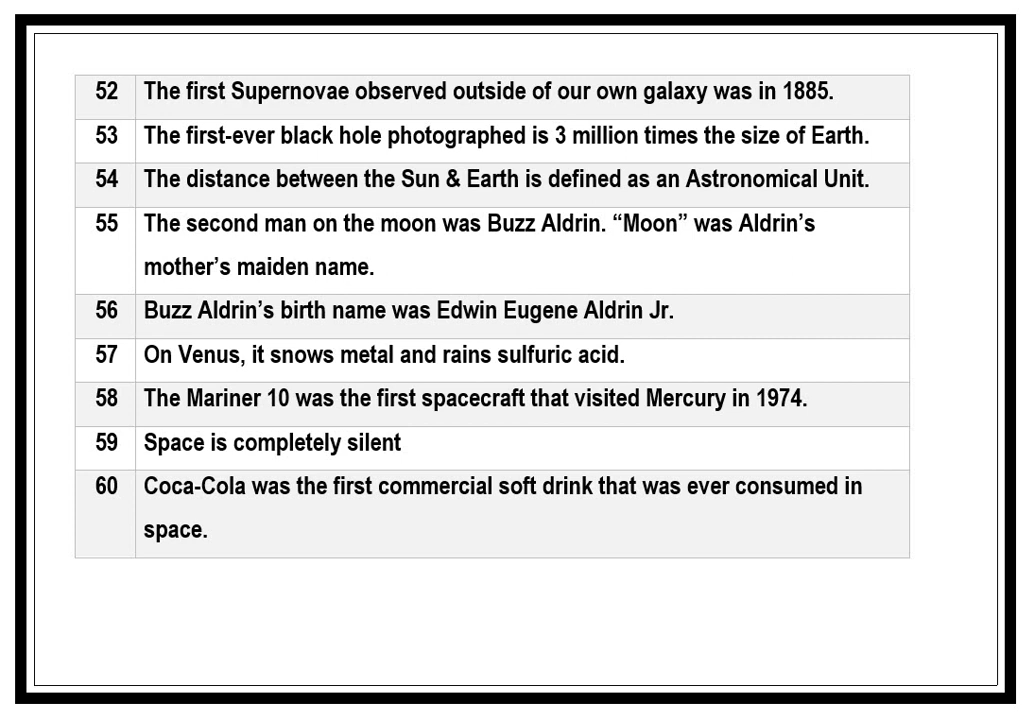 52 The first Supernovae observed outside of our own galaxy was in 1885.
53 The first-ever black hole photographed is 3 million times the size of Earth.
54 The distance between the Sun & Earth is defined as an Astronomical Unit.
55 The second man on the moon was Buzz Aldrin. “Moon” was Aldrin’s
mother’s maiden name.
56 Buzz Aldrin’s birth name was Edwin Eugene Aldrin Jr.
57 On Venus, it snows metal and rains sulfuric acid.
58 The Mariner 10 was the first spacecraft that visited Mercury in 1974.
59 Space is completely silent
60 Coca-Cola was the first commercial soft drink that was ever consumed in
space.